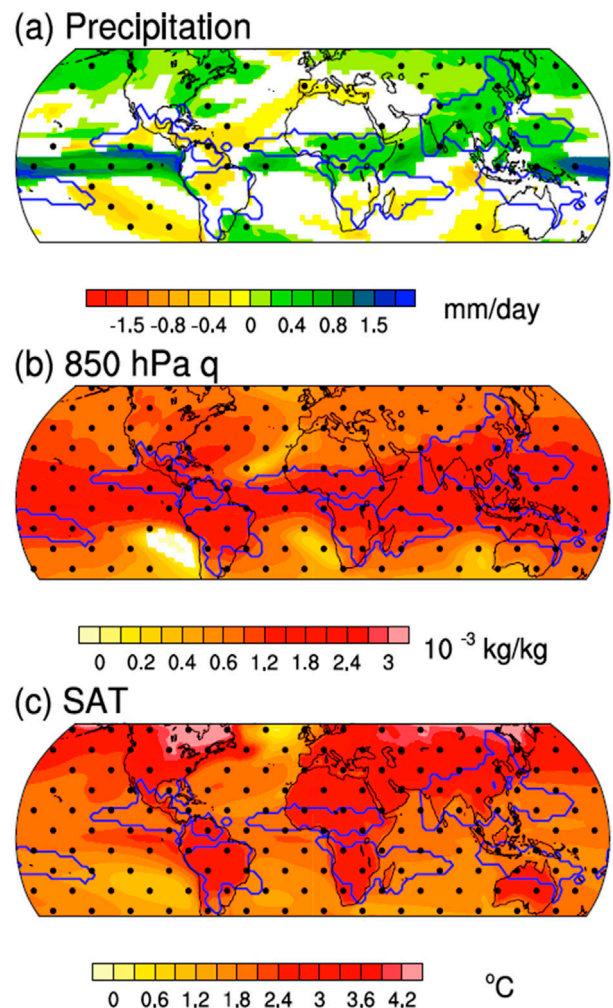 (a) Precipitation
-1.5 -0.8 -0.4 0 0.4 0.8 1.5 mm/day
(b) 850 hPa q
0 0.2 0.4 0.6 1.2 1.8 2.4 3 10 -3 kg/kg
(c) SAT
0 0.6 1.2 1.8 2.4 3 3.6 4.2 °C